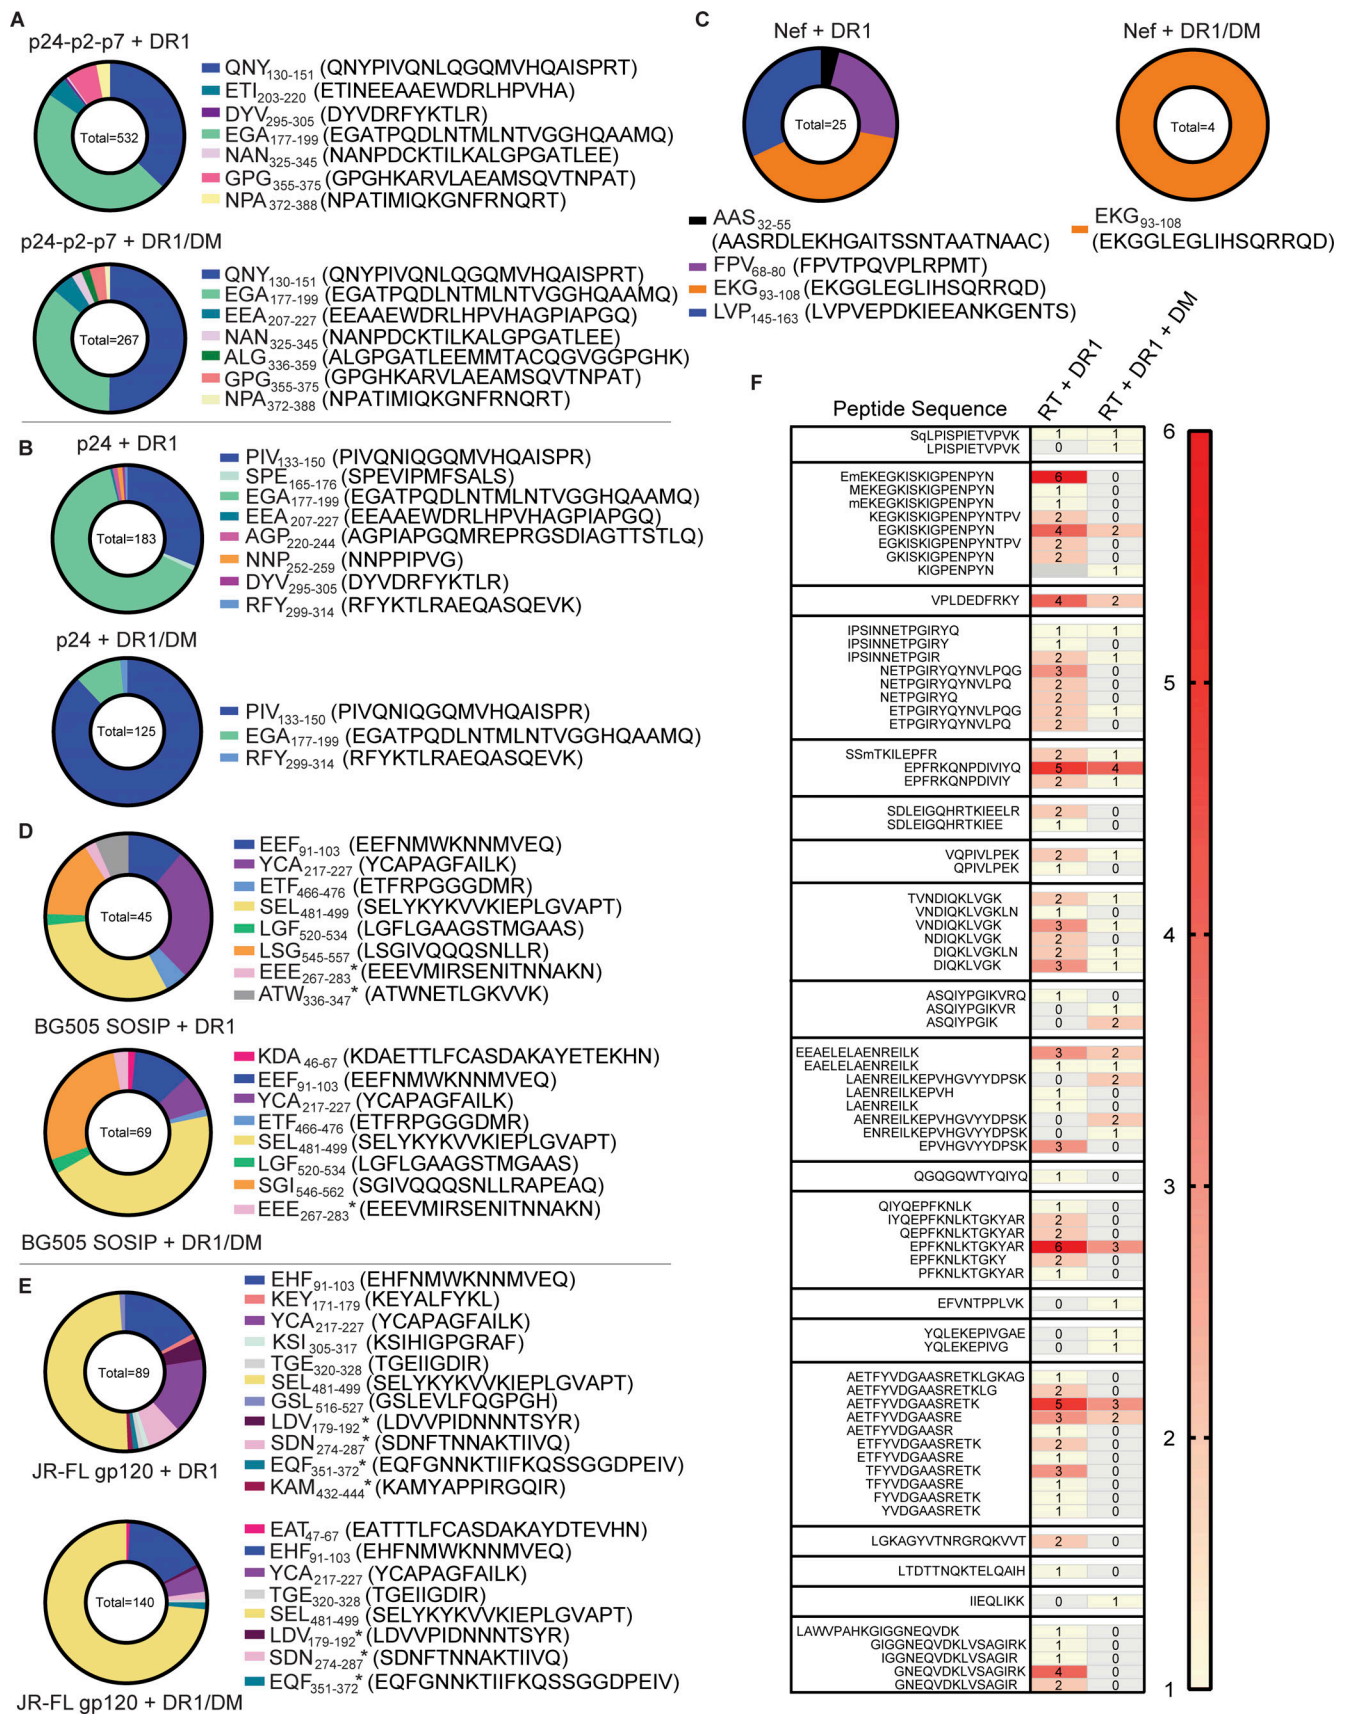 A
p24-p2-p7 + DR1
Total=532
QNY130-151 (QNYPIVQNLQGQMVHQAISPRT)
ETI203-220 (ETINEEAAEWDRLHPVHA)
DYV295-305 (DYVDRFYKTLR)
EGA177-199 (EGATPQDLNTMLNTVGGHQAAMQ)
NAN325-345 (NANPDCKTILKALGPGATLEE)
GPG355-375 (GPGHKARVLAEAMSQVTNPAT)
NPA372-388 (NPATIMIQKGNFRNQRT)
p24-p2-p7 + DR1/DM
Total=267
QNY130-151 (QNYPIVQNLQGQMVHQAISPRT)
EGA177-199 (EGATPQDLNTMLNTVGGHQAAMQ)
EEA207-227 (EEAAEWDRLHPVHAGPIAPGQ)
NAN325-345 (NANPDCKTILKALGPGATLEE)
ALG336-359 (ALGPGATLEEMMTACQGVGGPGHK)
GPG355-375 (GPGHKARVLAEAMSQVTNPAT)
NPA372-388 (NPATIMIQKGNFRNQRT)
B
p24 + DR1
Total=183
PIV133-150 (PIVQNIQGQMVHQAISPR)
SPE165-176 (SPEVIPMFSALS)
EGA177-199 (EGATPQDLNTMLNTVGGHQAAMQ)
EEA207-227 (EEAAEWDRLHPVHAGPIAPGQ)
AGP220-244 (AGPIAPGQMREPRGSDIAGTTSTLQ)
NNP252-259 (NNPPIPVG)
DYV295-305 (DYVDRFYKTLR)
RFY299-314 (RFYKTLRAEQASQEVK)
p24 + DR1/DM
Total=125
PIV133-150 (PIVQNIQGQMVHQAISPR)
EGA177-199 (EGATPQDLNTMLNTVGGHQAAMQ)
RFY299-314 (RFYKTLRAEQASQEVK)
C
Nef + DR1
Total=25
AAS32-55
(AASRDLEKHGAITSSNTAATNAAC)
FPV68-80 (FPVTPQVPLRPMT)
EKG93-108 (EKGGLEGLIHSQRRQD)
LVP145-163 (LVPVEPDKIEEANKGENTS)
Nef + DR1/DM
Total=4
EKG93-108
(EKGGLEGLIHSQRRQD)
D
Total=45
EEF91-103 (EEFNMWKNNMVEQ)
YCA217-227 (YCAPAGFAILK)
ETF466-476 (ETFRPGGGDMR)
SEL481-499 (SELYKYKVVKIEPLGVAPT)
LGF520-534 (LGFLGAAGSTMGAAS)
LSG545-557 (LSGIVQQQSNLLR)
EEE267-283* (EEEVMIRSENITNNAKN)
ATW336-347* (ATWNETLGKVVK)
BG505 SOSIP + DR1
Total=69
KDA46-67 (KDAETTLFCASDAKAYETEKHN)
EEF91-103 (EEFNMWKNNMVEQ)
YCA217-227 (YCAPAGFAILK)
ETF466-476 (ETFRPGGGDMR)
SEL481-499 (SELYKYKVVKIEPLGVAPT)
LGF520-534 (LGFLGAAGSTMGAAS)
SGI546-562 (SGIVQQQSNLLRAPEAQ)
EEE267-283* (EEEVMIRSENITNNAKN)
BG505 SOSIP + DR1/DM
E
Total=89
EHF91-103 (EHFNMWKNNMVEQ)
KEY171-179 (KEYALFYKL)
YCA217-227 (YCAPAGFAILK)
KSI305-317 (KSIHIGPGRAF)
TGE320-328 (TGEIIGDIR)
SEL481-499 (SELYKYKVVKIEPLGVAPT)
GSL516-527 (GSLEVLFQGPGH)
LDV179-192* (LDVVPIDNNNTSYR)
SDN274-287* (SDNFTNNAKTIIVQ)
EQF351-372* (EQFGNNKTIIFKQSSGGDPEIV)
KAM432-444* (KAMYAPPIRGQIR)
JR-FL gp120 + DR1
Total=140
EAT47-67 (EATTTLFCASDAKAYDTEVHN)
EHF91-103 (EHFNMWKNNMVEQ)
YCA217-227 (YCAPAGFAILK)
TGE320-328 (TGEIIGDIR)
SEL481-499 (SELYKYKVVKIEPLGVAPT)
LDV179-192* (LDVVPIDNNNTSYR)
SDN274-287* (SDNFTNNAKTIIVQ)
EQF351-372* (EQFGNNKTIIFKQSSGGDPEIV)
JR-FL gp120 + DR1/DM
F
Peptide Sequence RT + DR1 RT + DR1 + DM
SqLPISPIETVPVK 1 1
LPISPIETVPVK 0 1
EmEKEGKISKIGPENPYN 6 0
MEKEGKISKIGPENPYN 1 0
mEKEGKISKIGPENPYN 1 0
KEGKISKIGPENPYNTPV 2 0
EGKISKIGPENPYN 4 2
EGKISKIGPENPYNTPV 2 0
GKISKIGPENPYN 2 0
KIGPENPYN 1
VPLDEDFRKY 4 2
IPSINNETPGIRYQ 1 1
IPSINNETPGIRY 1 0
IPSINNETPGIR 2 1
NETPGIRYQYNVLPQG 3 0
NETPGIRYQYNVLPQ 2 0
NETPGIRYQ 2 0
ETPGIRYQYNVLPQG 2 1
ETPGIRYQYNVLPQ 2 0
SSmTKILEPFR 2 1
EPFRKQNPDIVIYQ 5 4
EPFRKQNPDIVIY 2 1
SDLEIGQHRTKIEELR 2 0
SDLEIGQHRTKIEE 1 0
VQPIVLPEK 2 1
QPIVLPEK 1 0
TVNDIQKLVGK 2 1
VNDIQKLVGKLN 1 0
VNDIQKLVGK 3 1
NDIQKLVGK 2 0
DIQKLVGKLN 2 1
DIQKLVGK 3 1
ASQIYPGIKVRQ 1 0
ASQIYPGIKVR 0 1
ASQIYPGIK 0 2
EEAELELAENREILK 3 2
EAELELAENREILK 1 1
LAENREILKEPVHGVYYDPSK 0 2
LAENREILKEPVH 1 0
LAENREILK 1 0
AENREILKEPVHGVYYDPSK 0 2
ENREILKEPVHGVYYDPSK 0 1
EPVHGVYYDPSK 3 0
QGQGQWTYQIYQ 1 0
QIYQEPFKNLK 1 0
IYQEPFKNLKTGKYAR 2 0
QEPFKNLKTGKYAR 2 0
EPFKNLKTGKYAR 6 3
EPFKNLKTGKY 2 0
PFKNLKTGKYAR 1 0
EFVNTPPLVK 0 1
YQLEKEPIVGAE 0 1
YQLEKEPIVG 0 1
AETFYVDGAASRETKLGKAG 1 0
AETFYVDGAASRETKLG 2 0
AETFYVDGAASRETK 5 3
AETFYVDGAASRE 3 2
AETFYVDGAASR 1 0
ETFYVDGAASRETK 2 0
ETFYVDGAASRE 1 0
TFYVDGAASRETK 3 0
TFYVDGAASRE 1 0
FYVDGAASRETK 1 0
YVDGAASRETK 1 0
LGKAGYVTNRGRQKVVT 2 0
LTDTTNQKTELQAIH 1 0
IIEQLIKK 0 1
LAWVPAHKGIGGNEQVDK 1 0
GIGGNEQVDKLVSAGIRK 1 0
IGGNEQVDKLVSAGIR 1 0
GNEQVDKLVSAGIRK 4 0
GNEQVDKLVSAGIR 2 0
6
5
4
3
2
1